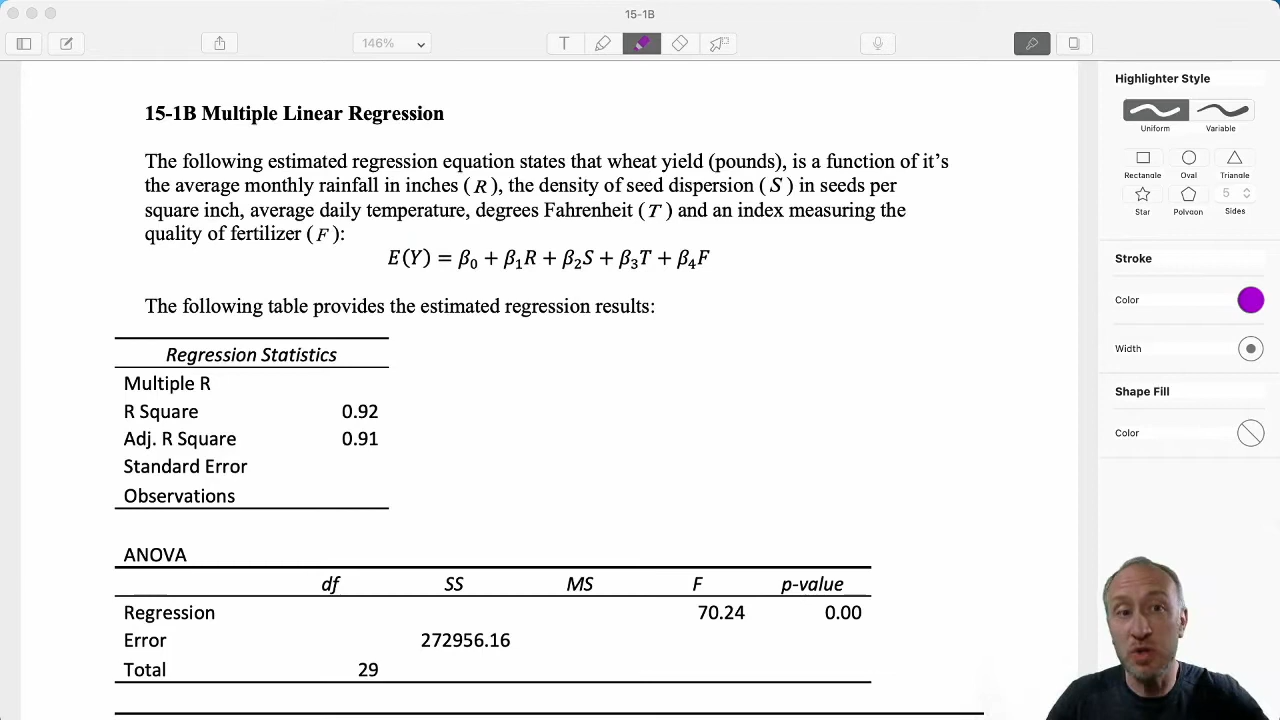 15-1B
146%
T
Highlighter Style
Uniform Variable
Rectangle Oval Triangle
5
Star Polygon Sides
Stroke
Color
Width
Shape Fill
Color
15-1B Multiple Linear Regression
The following estimated regression equation states that wheat yield (pounds), is a function of it's
the average monthly rainfall in inches ( R ), the density of seed dispersion ( S ) in seeds per
square inch, average daily temperature, degrees Fahrenheit ( T ) and an index measuring the
quality of fertilizer ( F ):
E(Y) = β₀ + β₁R + β₂S + β₃T + β₄F
The following table provides the estimated regression results:
Regression Statistics
Multiple R
R Square 0.92
Adj. R Square 0.91
Standard Error
Observations
ANOVA
df SS MS F p-value
Regression 70.24 0.00
Error 272956.16
Total 29